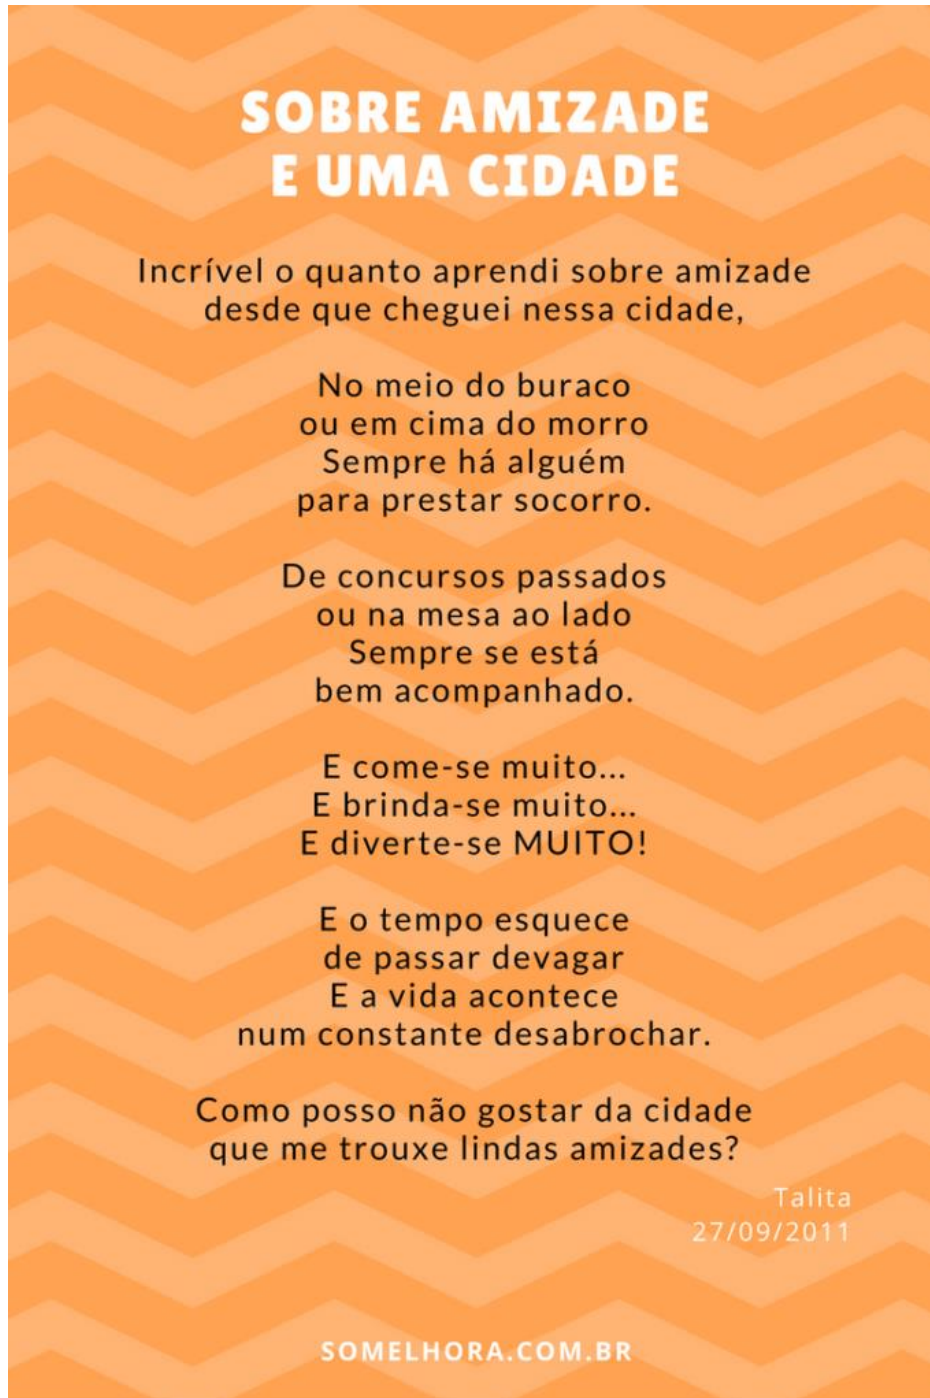 SOBRE AMIZADE
E UMA CIDADE
Incrível o quanto aprendi sobre amizade
desde que cheguei nessa cidade,
No meio do buraco
ou em cima do morro
Sempre há alguém
para prestar socorro.
De concursos passados
ou na mesa ao lado
Sempre se está
bem acompanhado.
E come-se muito...
E brinda-se muito...
E diverte-se MUITO!
E o tempo esquece
de passar devagar
E a vida acontece
num constante desabrochar.
Como posso não gostar da cidade
que me trouxe lindas amizades?
Talita
27/09/2011
SOMELHORA.COM.BR